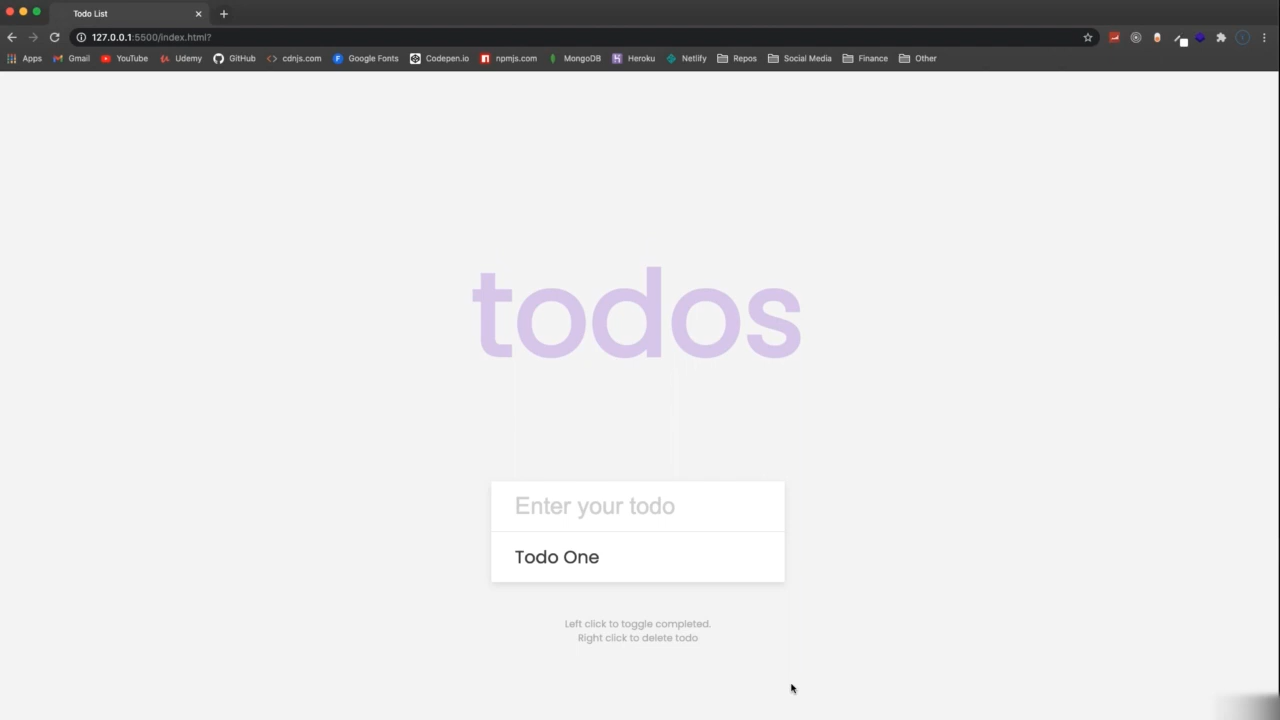 Todo List
127.0.0.1:5500/index.html?
Apps Gmail YouTube Udemy GitHub cdnjs.com Google Fonts Codepen.io npmjs.com MongoDB Heroku Netlify Repos Social Media Finance Other
todos
Enter your todo
Todo One
Left click to toggle completed.
Right click to delete todo